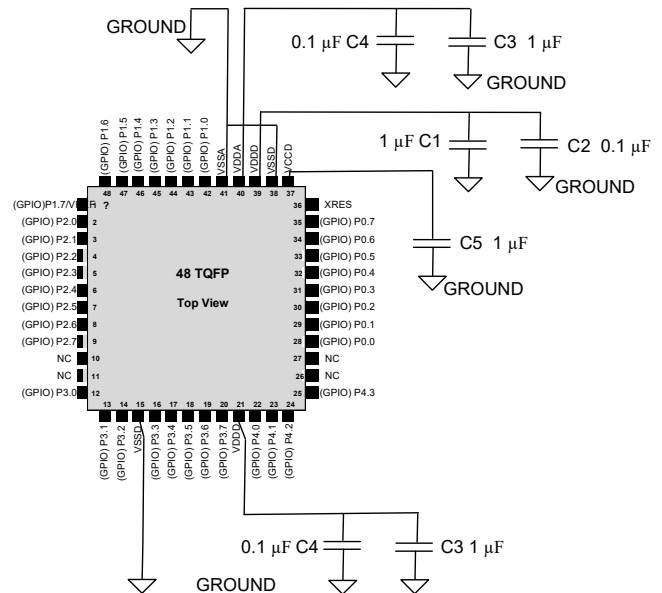 GROUND
0.1 µF C4
C3 1 µF
GROUND
1 µF C1
C2 0.1 µF
GROUND
C5 1 µF
GROUND
(GPIO) P1.6
(GPIO) P1.5
(GPIO) P1.4
(GPIO) P1.3
(GPIO) P1.2
(GPIO) P1.1
(GPIO) P1.0
VSSA
VDDA
VDDD
VSSD
VCCD
48 47 46 45 44 43 42 41 40 39 38 37
?
(GPIO)P1.7/
(GPIO) P2.0 2
(GPIO) P2.1 3
(GPIO) P2.2 4
(GPIO) P2.3 5
(GPIO) P2.4 6
(GPIO) P2.5 7
(GPIO) P2.6 8
(GPIO) P2.7 9
NC 10
NC 11
(GPIO) P3.0 12
48 TQFP
Top View
36 XRES
35 (GPIO) P0.7
34 (GPIO) P0.6
33 (GPIO) P0.5
32 (GPIO) P0.4
31 (GPIO) P0.3
30 (GPIO) P0.2
29 (GPIO) P0.1
28 (GPIO) P0.0
27 NC
26 NC
25 (GPIO) P4.3
13 14 15 16 17 18 19 20 21 22 23 24
(GPIO) P3.1
(GPIO) P3.2
VSSD
(GPIO) P3.3
(GPIO) P3.4
(GPIO) P3.5
(GPIO) P3.6
(GPIO) P3.7
VDDD
(GPIO) P4.0
(GPIO) P4.1
(GPIO) P4.2
0.1 µF C4
C3 1 µF
GROUND